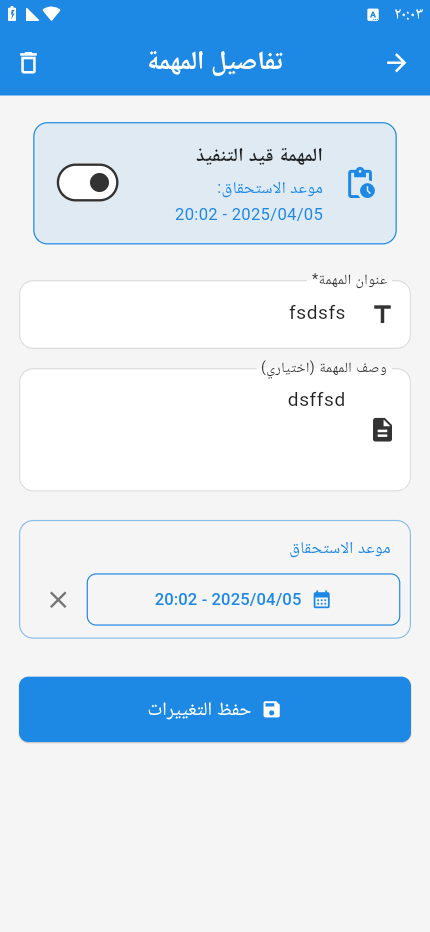 ٢٠:٠٣
تفاصيل المهمة
المهمة قيد التنفيذ
موعد الاستحقاق:
20:02 - 2025/04/05
عنوان المهمة*
fsdsfs
وصف المهمة (اختياري)
dsffsd
موعد الاستحقاق
20:02 - 2025/04/05
حفظ التغييرات